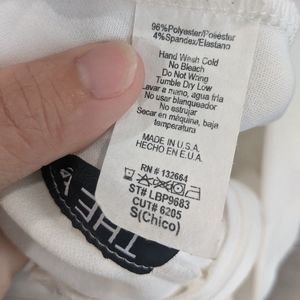 96%Polyester/Poliéster
4%Spandex/Elastano
Hand Wash Cold
No Bleach
Do Not Wring
Tumble Dry Low
Lavar a mano, agua fria
No usar blanqueador
No estrujar
Secar en máquina, baja
temperatura
MADE IN U.S.A.
HECHO EN E.U.A.
RN # 132664
ST# LBP9683
CUT# 6205
S(Chico)
THE